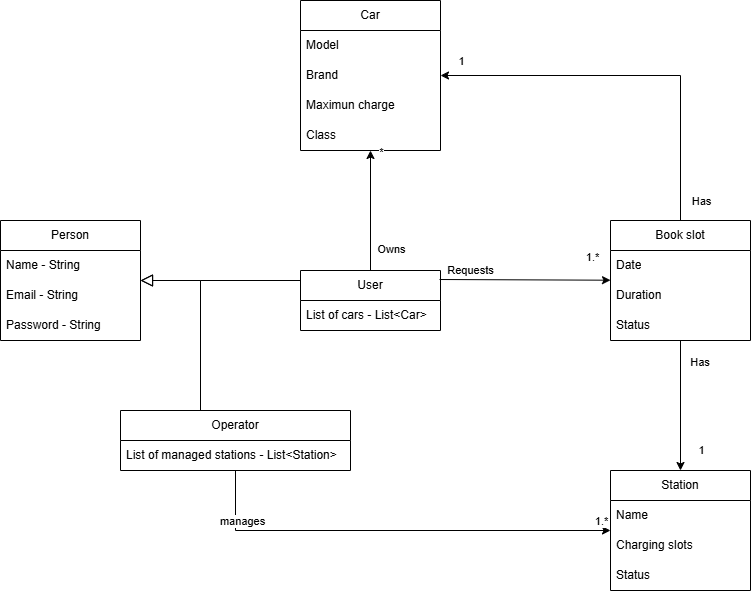 Car
Model
Brand
Maximun charge
Class
1
*
Has
Owns
Person
Name - String
Email - String
Password - String
User
List of cars - List<Car>
Requests
1.*
Book slot
Date
Duration
Status
Has
1
Operator
List of managed stations - List<Station>
manages
1.*
Station
Name
Charging slots
Status